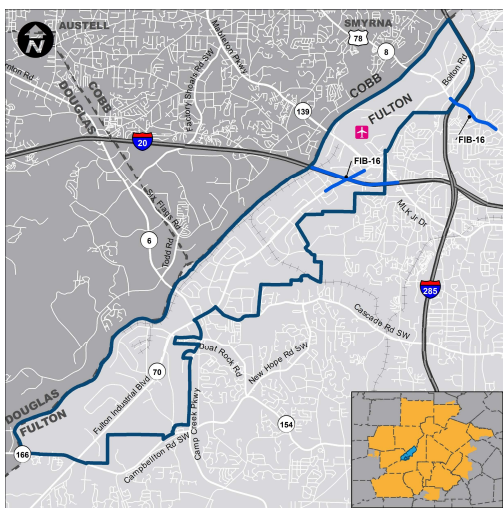 AUSTELL
SMYRNA
78
8
N
Mableton Pkwy
Factory Shoals Rd SW
Bolton Rd
COBB
DOUGLAS
139
COBB
FULTON
FIB-16
20
FIB-16
Six Flags Rd
MLK Jr Dr
6
Todd Rd
285
Cascade Rd SW
Boat Rock Rd
New Hope Rd SW
70
Fulton Industrial Blvd
Camp Creek Pkwy
DOUGLAS
FULTON
154
Campbellton Rd SW
166